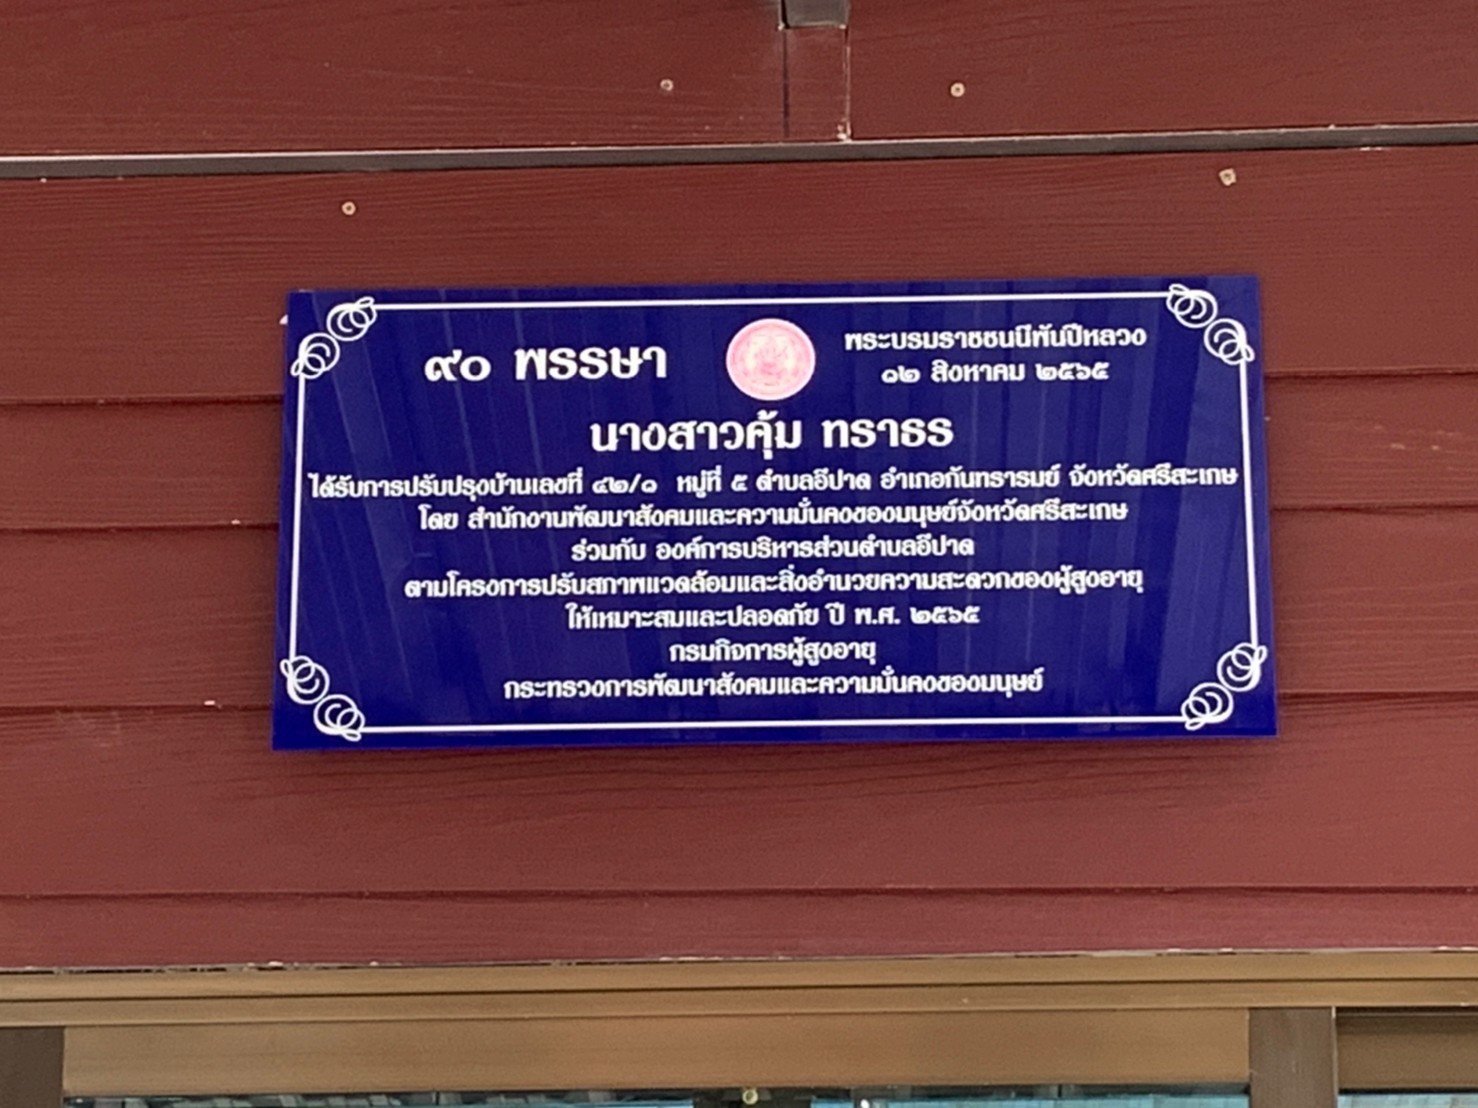 ๙๐ พรรษา
พระบรมราชชนนีพันปีหลวง
๑๒ สิงหาคม ๒๕๖๕
นางสาวคุ้ม ทราธร
ได้รับการปรับปรุงบ้านเลขที่ ๔๒/๑ หมู่ที่ ๕ ตำบลอีปาด อำเภอกันทรารมย์ จังหวัดศรีสะเกษ
โดย สำนักงานพัฒนาสังคมและความมั่นคงของมนุษย์จังหวัดศรีสะเกษ
ร่วมกับ องค์การบริหารส่วนตำบลอีปาด
ตามโครงการปรับสภาพแวดล้อมและสิ่งอำนวยความสะดวกของผู้สูงอายุ
ให้เหมาะสมและปลอดภัย ปี พ.ศ. ๒๕๖๕
กรมกิจการผู้สูงอายุ
กระทรวงการพัฒนาสังคมและความมั่นคงของมนุษย์